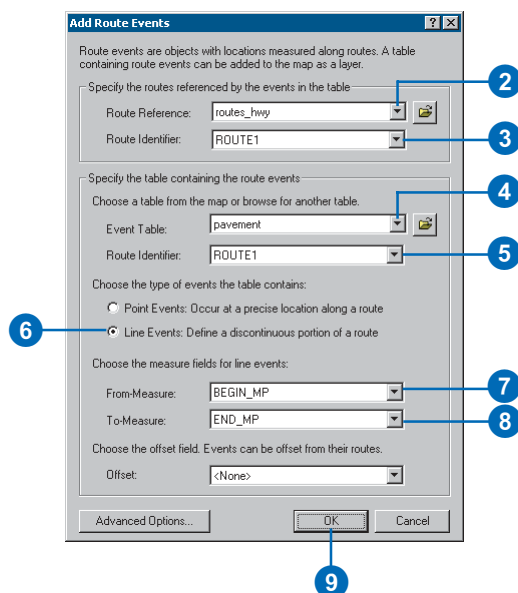 Add Route Events
Route events are objects with locations measured along routes. A table
containing route events can be added to the map as a layer.
Specify the routes referenced by the events in the table
Route Reference: routes_hwy
2
Route Identifier: ROUTE1
3
Specify the table containing the route events
Choose a table from the map or browse for another table.
4
Event Table: pavement
Route Identifier: ROUTE1
5
Choose the type of events the table contains:
Point Events: Occur at a precise location along a route
6
Line Events: Define a discontinuous portion of a route
Choose the measure fields for line events:
From-Measure: BEGIN_MP
7
To-Measure: END_MP
8
Choose the offset field. Events can be offset from their routes.
Offset: <None>
Advanced Options... OK Cancel
9